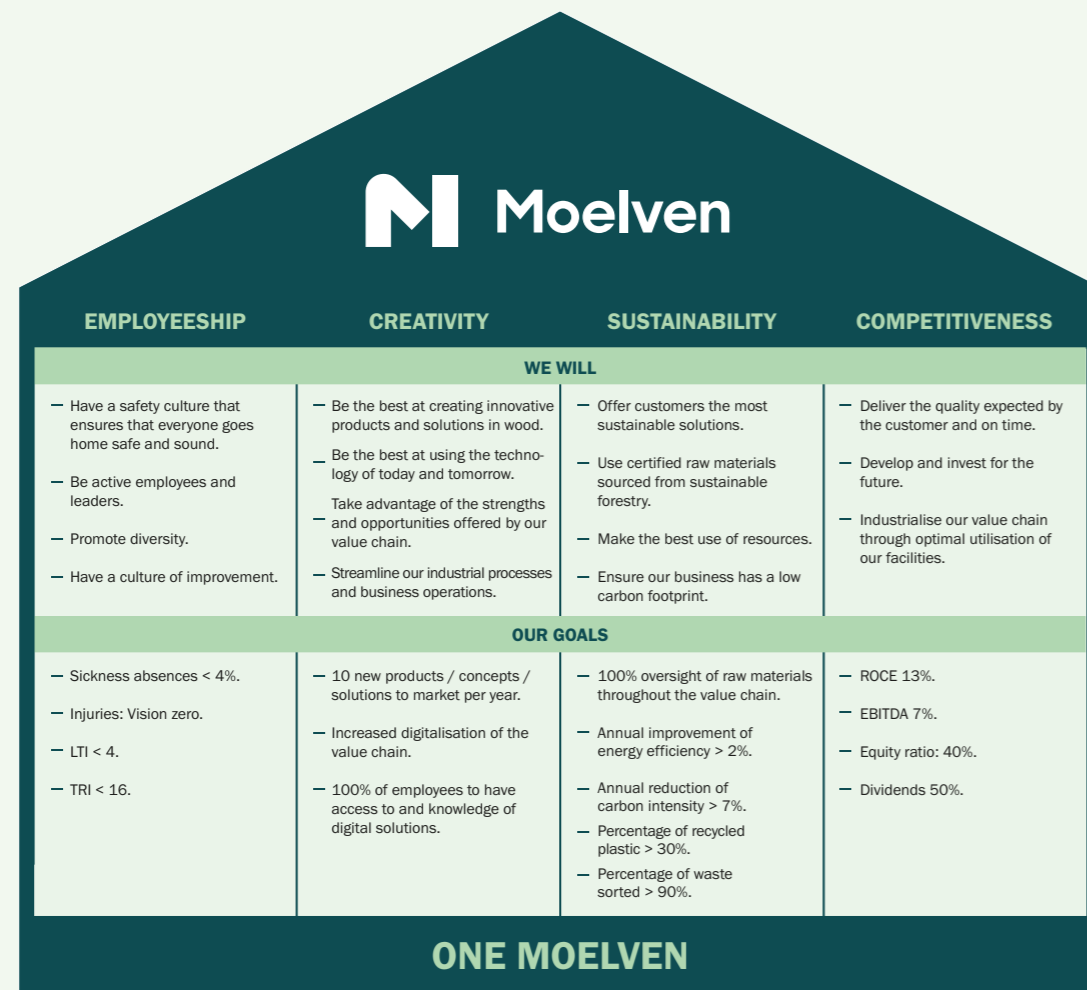 Moelven
EMPLOYEESHIP
CREATIVITY
SUSTAINABILITY
COMPETITIVENESS
WE WILL
— Have a safety culture that
ensures that everyone goes
home safe and sound.
— Be active employees and
leaders.
— Promote diversity.
— Have a culture of improvement.
— Be the best at creating innovative
products and solutions in wood.
— Be the best at using the techno-
logy of today and tomorrow.
— Take advantage of the strengths
and opportunities offered by our
value chain.
— Streamline our industrial processes
and business operations.
— Offer customers the most
sustainable solutions.
— Use certified raw materials
sourced from sustainable
forestry.
— Make the best use of resources.
— Ensure our business has a low
carbon footprint.
— Deliver the quality expected by
the customer and on time.
— Develop and invest for the
future.
— Industrialise our value chain
through optimal utilisation of
our facilities.
OUR GOALS
— Sickness absences < 4%.
— Injuries: Vision zero.
— LTI < 4.
— TRI < 16.
— 10 new products / concepts /
solutions to market per year.
— Increased digitalisation of the
value chain.
— 100% of employees to have
access to and knowledge of
digital solutions.
— 100% oversight of raw materials
throughout the value chain.
— Annual improvement of
energy efficiency > 2%.
— Annual reduction of
carbon intensity > 7%.
— Percentage of recycled
plastic > 30%.
— Percentage of waste
sorted > 90%.
— ROCE 13%.
— EBITDA 7%.
— Equity ratio: 40%.
— Dividends 50%.
ONE MOELVEN